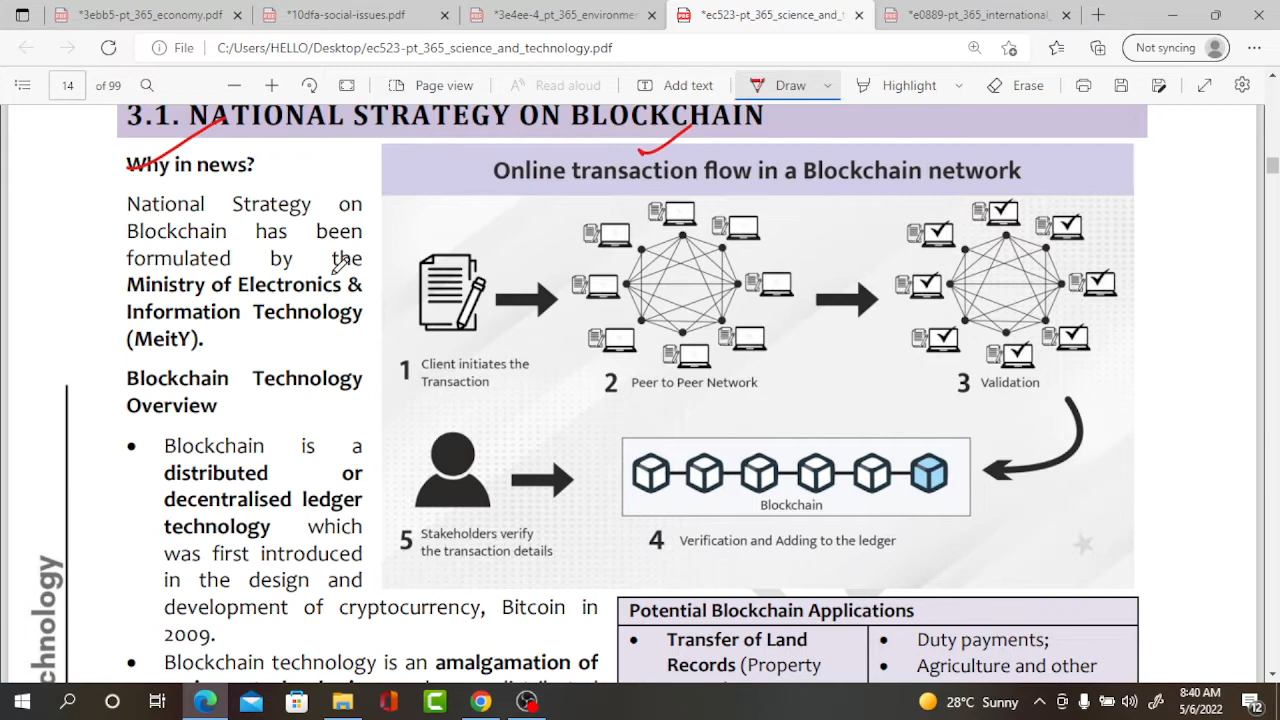 *3ebb5-pt_365_economy.pdf
*10dfa-social-issues.pdf
*3e4ee-4_pt_365_environmer
*ec523-pt_365_science_and_t
*e0889-pt_365_international_
File C:/Users/HELLO/Desktop/ec523-pt_365_science_and_technology.pdf
Not syncing
14 of 99
Page view
Read aloud
Add text
Draw
Highlight
Erase
3.1. NATIONAL STRATEGY ON BLOCKCHAIN
Why in news?
National Strategy on
Blockchain has been
formulated by the
Ministry of Electronics &
Information Technology
(MeitY).
Blockchain Technology
Overview
• Blockchain is a
distributed or
decentralised ledger
technology which
was first introduced
in the design and
development of cryptocurrency, Bitcoin in
2009.
• Blockchain technology is an amalgamation of
Online transaction flow in a Blockchain network
1 Client initiates the
Transaction
2 Peer to Peer Network
3 Validation
Blockchain
4 Verification and Adding to the ledger
5 Stakeholders verify
the transaction details
Potential Blockchain Applications
• Transfer of Land
Records (Property
• Duty payments;
• Agriculture and other
chnology
28°C Sunny
8:40 AM
5/6/2022
12